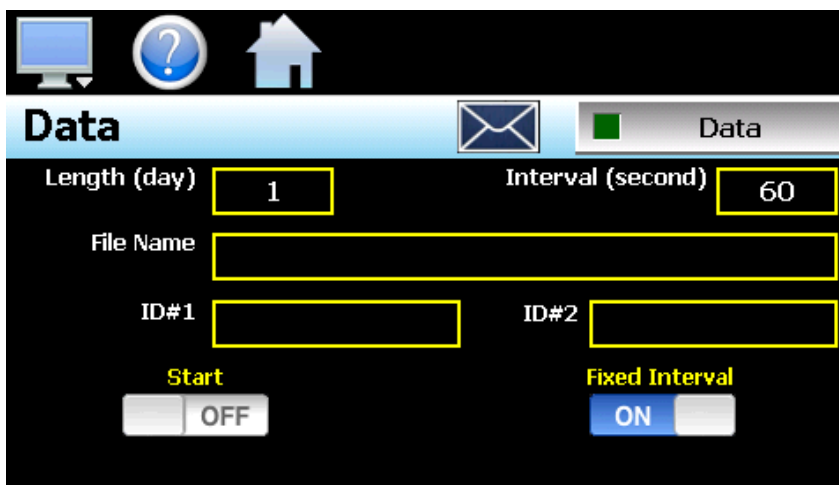 ?
Data
Data
Length (day) 1 Interval (second) 60
File Name
ID#1 ID#2
Start Fixed Interval
OFF ON